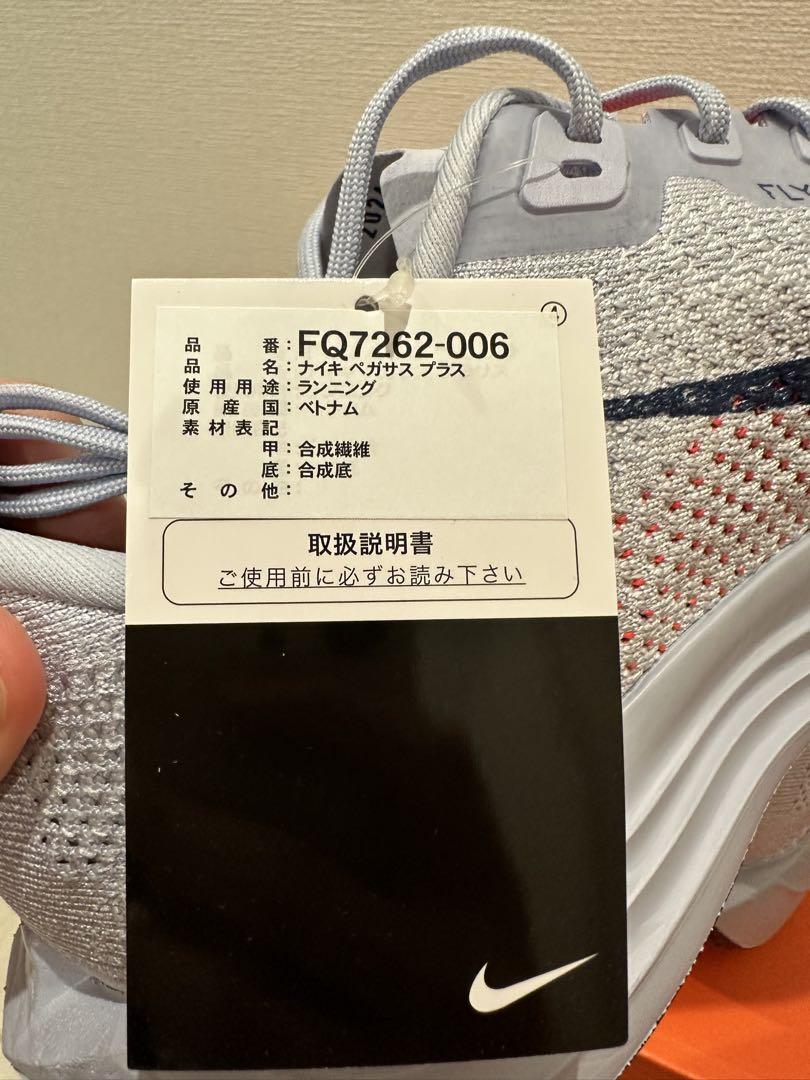 FLY
202
4
品番:FQ7262-006
品名:ナイキ ペガサス プラス
使用用途:ランニング
原産国:ベトナム
素材表記
甲:合成繊維
底:合成底
その他:
取扱説明書
ご使用前に必ずお読み下さい